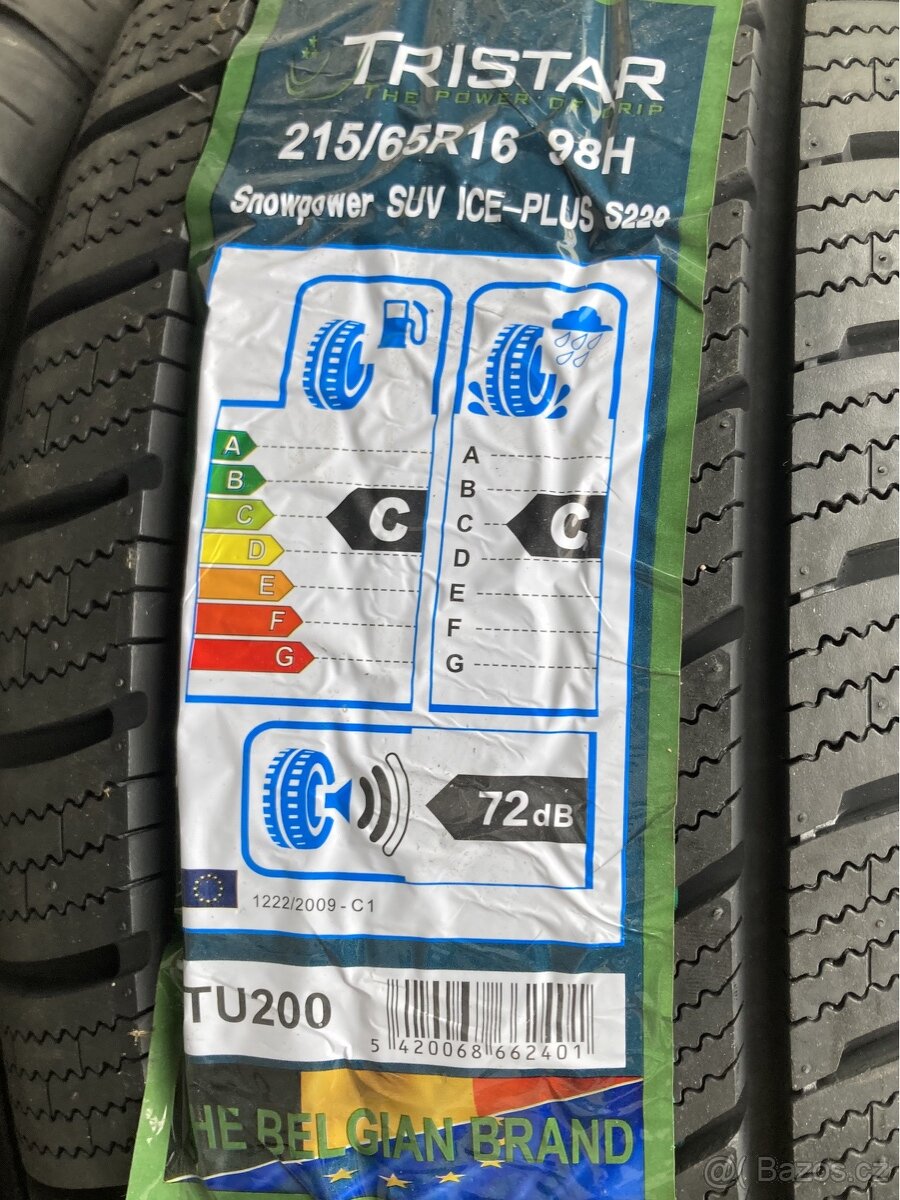 TRISTAR
THE POWER OF GRIP
215/65R16 98H
Snowpower SUV ICE-PLUS S220
A
B
C
D
E
F
G
C
A
B
C
D
E
F
G
C
72dB
1222/2009 - C1
TU200
5 420068 662401
HE BELGIAN BRAND
Bazoš.cz